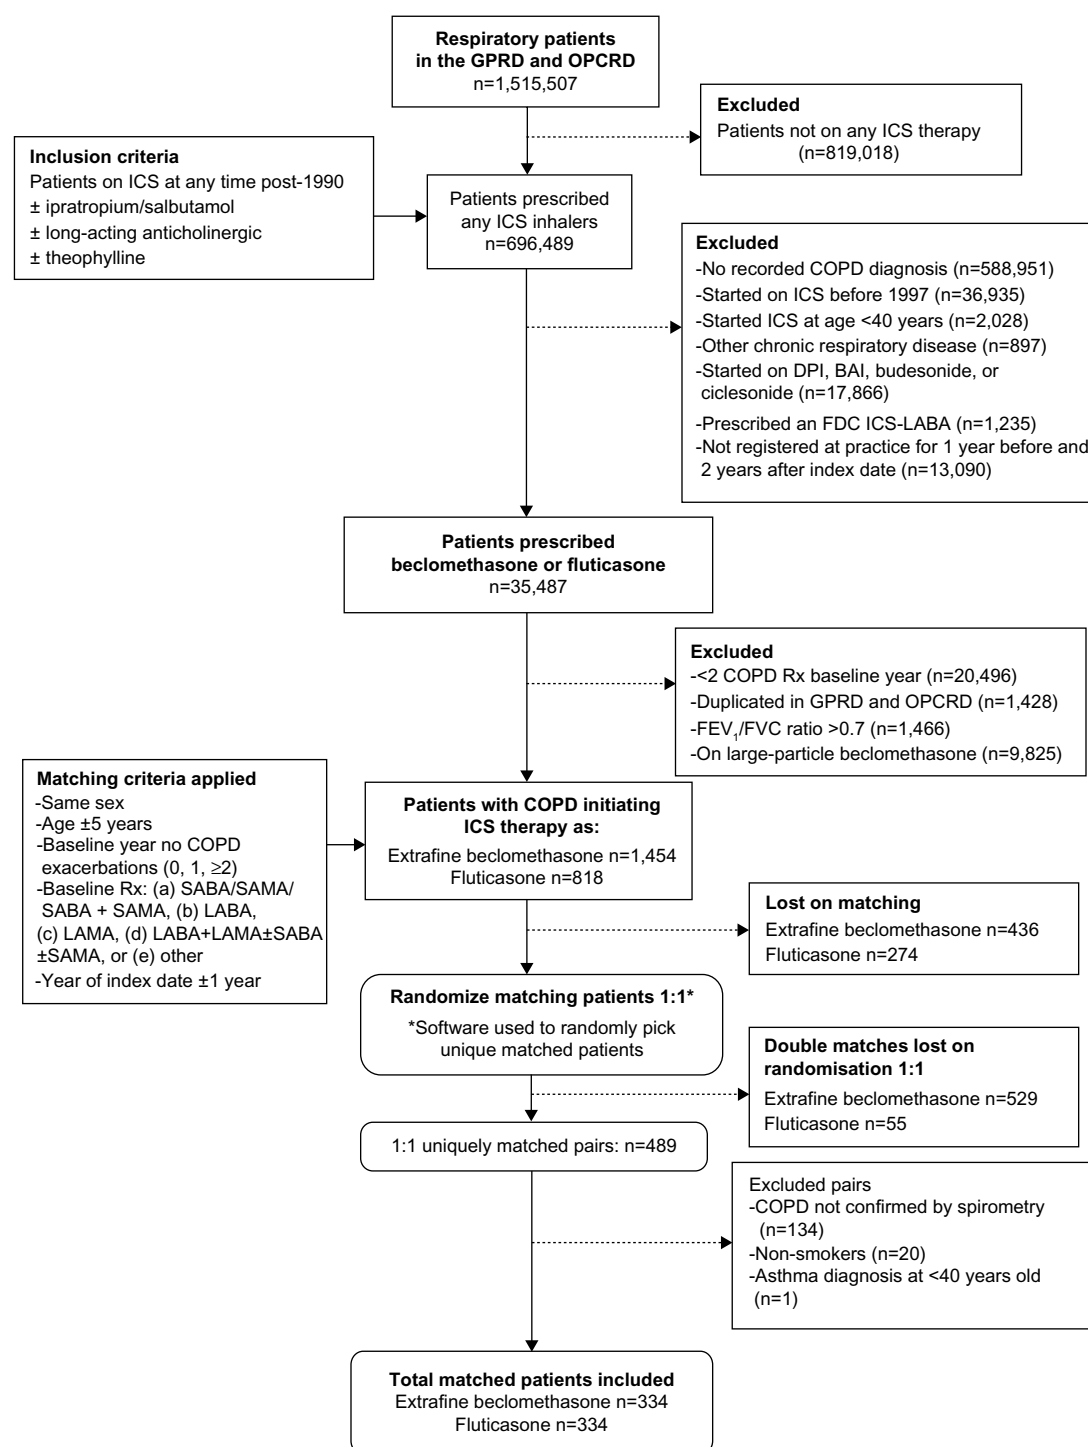 Respiratory patients
in the GPRD and OPCRD
n=1,515,507
Excluded
Patients not on any ICS therapy
(n=819,018)
Inclusion criteria
Patients on ICS at any time post-1990
± ipratropium/salbutamol
± long-acting anticholinergic
± theophylline
Patients prescribed
any ICS inhalers
n=696,489
Excluded
-No recorded COPD diagnosis (n=588,951)
-Started on ICS before 1997 (n=36,935)
-Started ICS at age <40 years (n=2,028)
-Other chronic respiratory disease (n=897)
-Started on DPI, BAI, budesonide, or
ciclesonide (n=17,866)
-Prescribed an FDC ICS-LABA (n=1,235)
-Not registered at practice for 1 year before and
2 years after index date (n=13,090)
Patients prescribed
beclomethasone or fluticasone
n=35,487
Excluded
-<2 COPD Rx baseline year (n=20,496)
-Duplicated in GPRD and OPCRD (n=1,428)
-FEV₁/FVC ratio >0.7 (n=1,466)
-On large-particle beclomethasone (n=9,825)
Matching criteria applied
-Same sex
-Age ±5 years
-Baseline year no COPD
exacerbations (0, 1, ≥2)
-Baseline Rx: (a) SABA/SAMA/
SABA + SAMA, (b) LABA,
(c) LAMA, (d) LABA+LAMA±SABA
±SAMA, or (e) other
-Year of index date ±1 year
Patients with COPD initiating
ICS therapy as:
Extrafine beclomethasone n=1,454
Fluticasone n=818
Lost on matching
Extrafine beclomethasone n=436
Fluticasone n=274
Randomize matching patients 1:1*
*Software used to randomly pick
unique matched patients
Double matches lost on
randomisation 1:1
Extrafine beclomethasone n=529
Fluticasone n=55
1:1 uniquely matched pairs: n=489
Excluded pairs
-COPD not confirmed by spirometry
(n=134)
-Non-smokers (n=20)
-Asthma diagnosis at <40 years old
(n=1)
Total matched patients included
Extrafine beclomethasone n=334
Fluticasone n=334